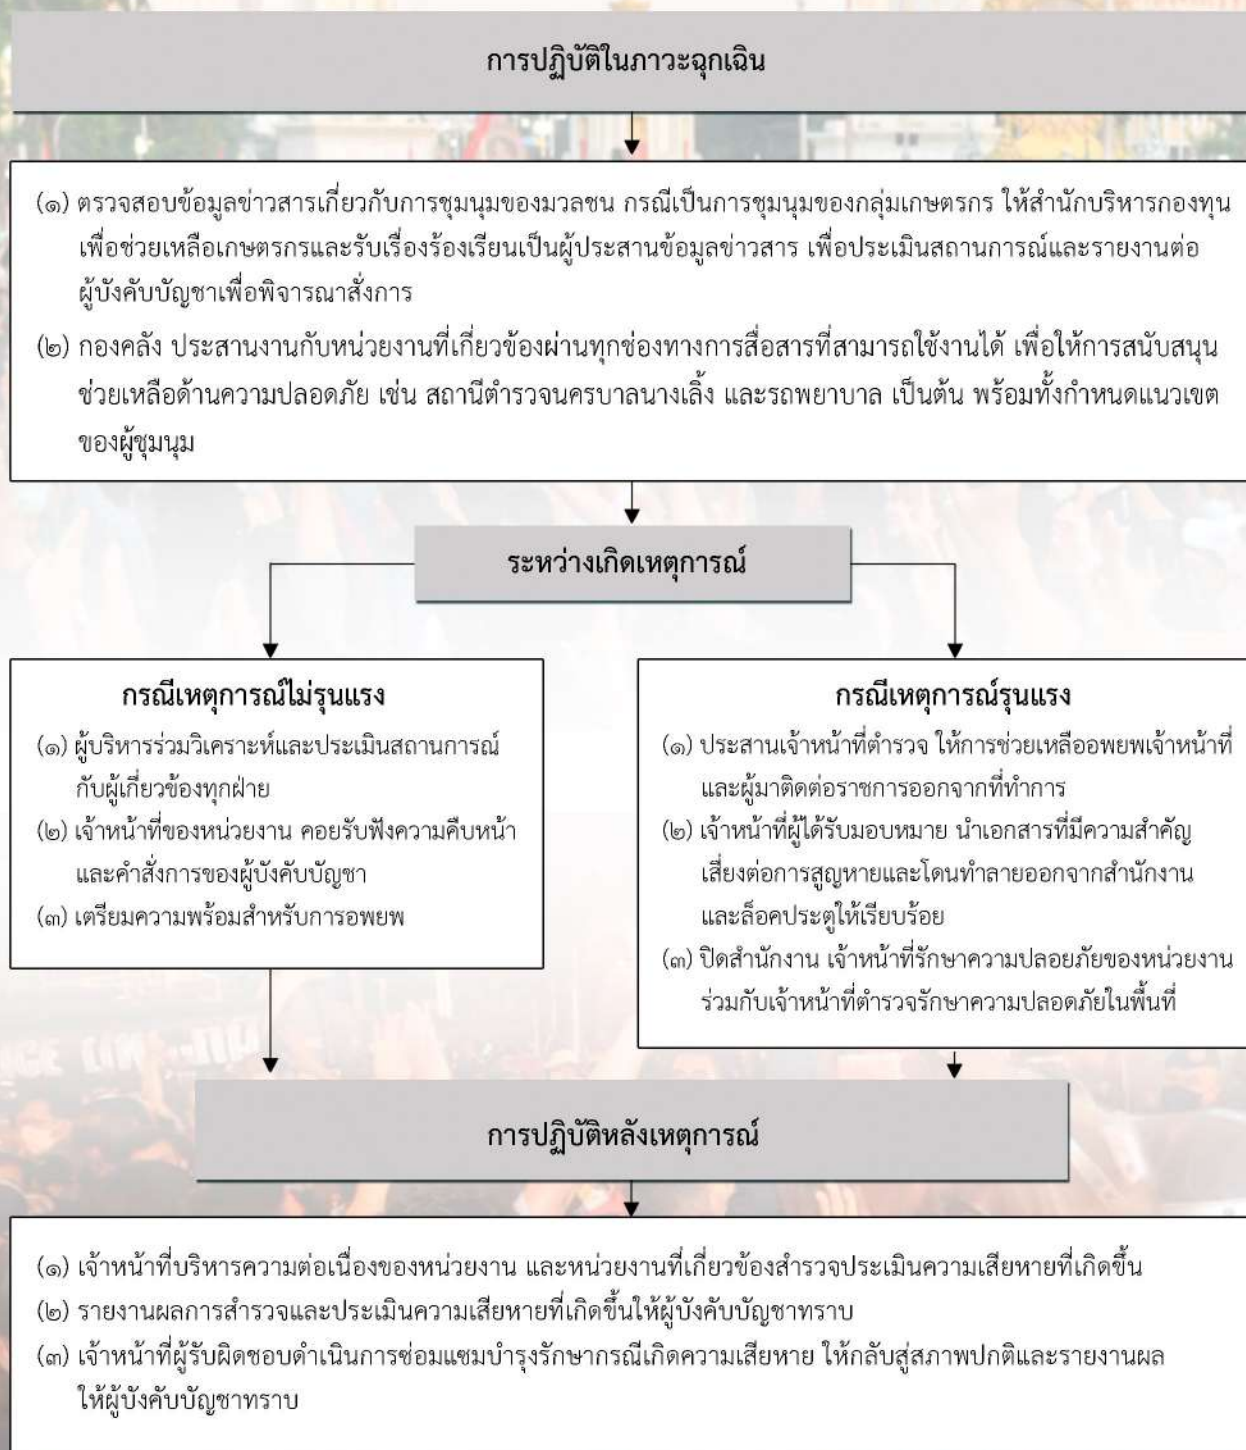 การปฏิบัติในภาวะฉุกเฉิน
(๑) ตรวจสอบข้อมูลข่าวสารเกี่ยวกับการชุมนุมของมวลชน กรณีเป็นการชุมนุมของกลุ่มเกษตรกร ให้สำนักบริหารกองทุน
เพื่อช่วยเหลือเกษตรกรและรับเรื่องร้องเรียนเป็นผู้ประสานข้อมูลข่าวสาร เพื่อประเมินสถานการณ์และรายงานต่อ
ผู้บังคับบัญชาเพื่อพิจารณาสั่งการ
(๒) กองคลัง ประสานงานกับหน่วยงานที่เกี่ยวข้องผ่านทุกช่องทางการสื่อสารที่สามารถใช้งานได้ เพื่อให้การสนับสนุน
ช่วยเหลือด้านความปลอดภัย เช่น สถานีตำรวจนครบาลนางเลิ้ง และรถพยาบาล เป็นต้น พร้อมทั้งกำหนดแนวเขต
ของผู้ชุมนุม
ระหว่างเกิดเหตุการณ์
กรณีเหตุการณ์ไม่รุนแรง
(๑) ผู้บริหารร่วมวิเคราะห์และประเมินสถานการณ์
กับผู้เกี่ยวข้องทุกฝ่าย
(๒) เจ้าหน้าที่ของหน่วยงาน คอยรับฟังความคืบหน้า
และคำสั่งการของผู้บังคับบัญชา
(๓) เตรียมความพร้อมสำหรับการอพยพ
กรณีเหตุการณ์รุนแรง
(๑) ประสานเจ้าหน้าที่ตำรวจ ให้การช่วยเหลืออพยพเจ้าหน้าที่
และผู้มาติดต่อราชการออกจากที่ทำการ
(๒) เจ้าหน้าที่ผู้ได้รับมอบหมาย นำเอกสารที่มีความสำคัญ
เสี่ยงต่อการสูญหายและโดนทำลายออกจากสำนักงาน
และล็อคประตูให้เรียบร้อย
(๓) ปิดสำนักงาน เจ้าหน้าที่รักษาความปลอยภัยของหน่วยงาน
ร่วมกับเจ้าหน้าที่ตำรวจรักษาความปลอดภัยในพื้นที่
การปฏิบัติหลังเหตุการณ์
(๑) เจ้าหน้าที่บริหารความต่อเนื่องของหน่วยงาน และหน่วยงานที่เกี่ยวข้องสำรวจประเมินความเสียหายที่เกิดขึ้น
(๒) รายงานผลการสำรวจและประเมินความเสียหายที่เกิดขึ้นให้ผู้บังคับบัญชาทราบ
(๓) เจ้าหน้าที่ผู้รับผิดชอบดำเนินการซ่อมแซมบำรุงรักษากรณีเกิดความเสียหาย ให้กลับสู่สภาพปกติและรายงานผล
ให้ผู้บังคับบัญชาทราบ